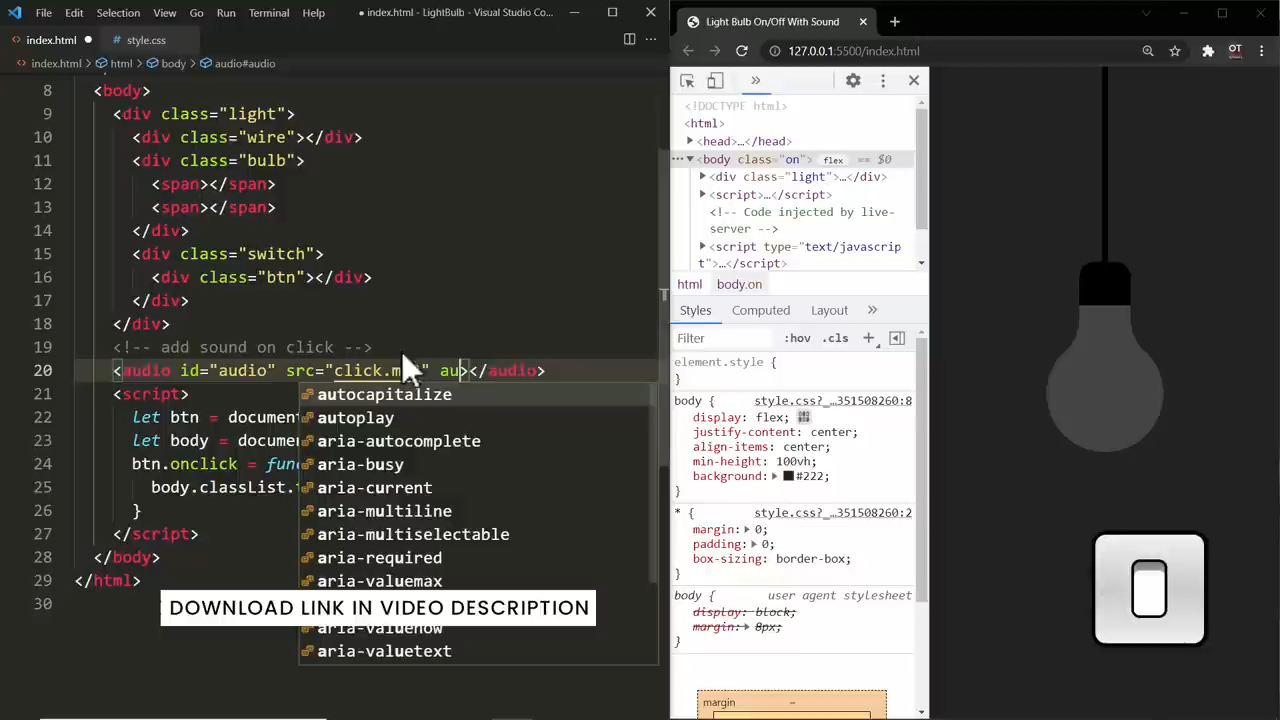 File Edit Selection View Go Run Terminal Help ● index.html - LightBulb - Visual Studio Co...
index.html ● style.css
index.html > html > body > audio#audio
8 <body>
9 <div class="light">
10 <div class="wire"></div>
11 <div class="bulb">
12 <span></span>
13 <span></span>
14 </div>
15 <div class="switch">
16 <div class="btn"></div>
17 </div>
18 </div>
19 <!-- add sound on click -->
20 <audio id="audio" src="click.m " au></audio>
autocapitalize
21 <script>
autoplay
22 let btn = document
aria-autocomplete
23 let body = docume
aria-busy
24 btn.onclick = func
aria-current
25 body.classList.
aria-multiline
26 }
aria-multiselectable
27 </script>
aria-required
28 </body>
aria-valuemax
29 </html>
30
DOWNLOAD LINK IN VIDEO DESCRIPTION
aria-valuenow
aria-valuetext
Light Bulb On/Off With Sound
127.0.0.1:5500/index.html
OT
<!DOCTYPE html>
<html>
<head>…</head>
<body class="on"> flex == $0
<div class="light">…</div>
<script>…</script>
<!-- Code injected by live-
server -->
<script type="text/javascrip
t">…</script>
html body.on
Styles Computed Layout
Filter :hov .cls
element.style {
}
body { style.css?_…351508260:8
display: flex;
justify-content: center;
align-items: center;
min-height: 100vh;
background: #222;
}
* { style.css?_…351508260:2
margin: 0;
padding: 0;
box-sizing: border-box;
}
body { user agent stylesheet
display: block;
margin: 8px;
}
margin –